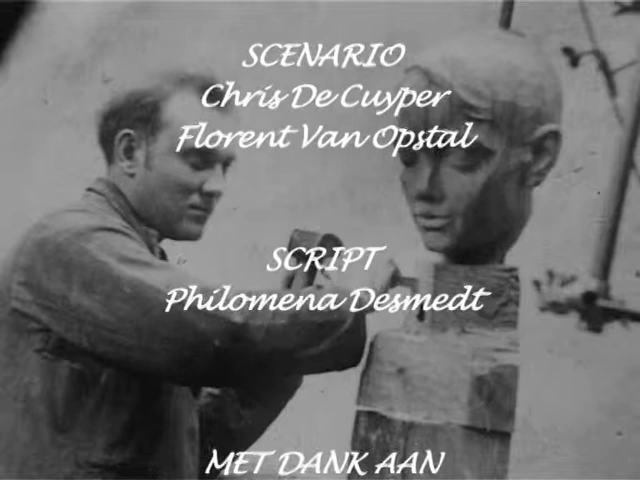 SCENARIO
Chris De Cuyper
Florent Van Opstal
SCRIPT
Philomena Desmedt
MET DANK AAN